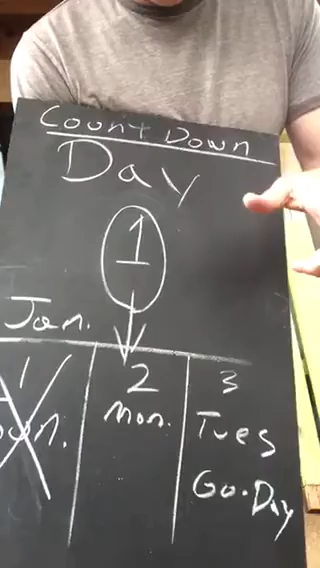 Count Down
Day
1
Jan.
1 2 3
Sun. Mon. Tues
Go. Day